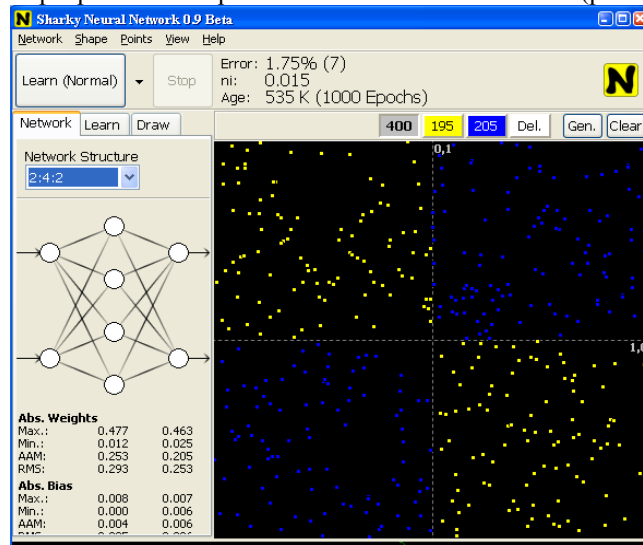 Sharky Neural Network 0.9 Beta
Network Shape Points View Help
Learn (Normal) Stop
Error: 1.75% (7)
ni: 0.015
Age: 535 K (1000 Epochs)
N
Network Learn Draw
400 195 205 Del. Gen. Clear
Network Structure
2:4:2
0,1
Abs. Weights
Max.: 0.477 0.463
Min.: 0.012 0.025
AAM: 0.253 0.205
RMS: 0.293 0.253
Abs. Bias
Max.: 0.008 0.007
Min.: 0.000 0.006
AAM: 0.004 0.006